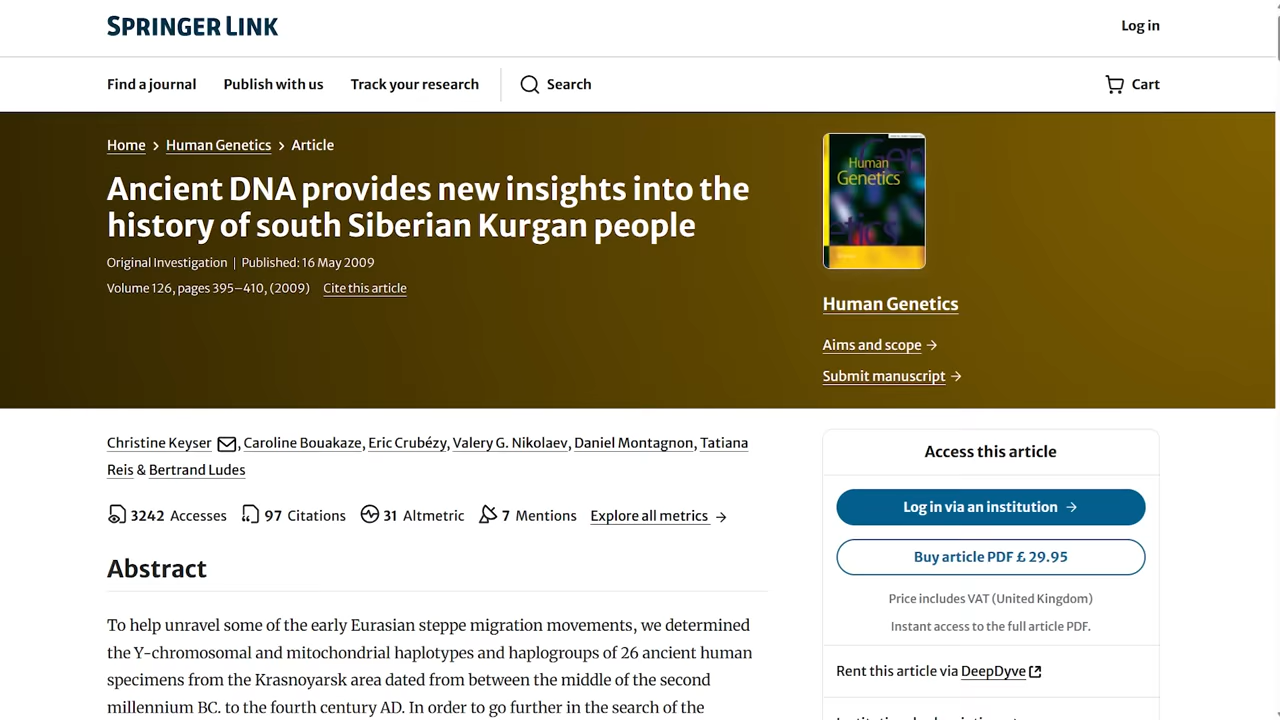 SPRINGER LINK
Log in
Find a journal Publish with us Track your research Search Cart
Home > Human Genetics > Article
Ancient DNA provides new insights into the
history of south Siberian Kurgan people
Original Investigation | Published: 16 May 2009
Volume 126, pages 395–410, (2009) Cite this article
Human
Genetics
Human Genetics
Aims and scope →
Submit manuscript →
Christine Keyser, Caroline Bouakaze, Eric Crubézy, Valery G. Nikolaev, Daniel Montagnon, Tatiana
Reis & Bertrand Ludes
3242 Accesses 97 Citations 31 Altmetric 7 Mentions Explore all metrics →
Abstract
To help unravel some of the early Eurasian steppe migration movements, we determined
the Y-chromosomal and mitochondrial haplotypes and haplogroups of 26 ancient human
specimens from the Krasnoyarsk area dated from between the middle of the second
millennium BC. to the fourth century AD. In order to go further in the search of the
Access this article
Log in via an institution →
Buy article PDF £ 29.95
Price includes VAT (United Kingdom)
Instant access to the full article PDF.
Rent this article via DeepDyve